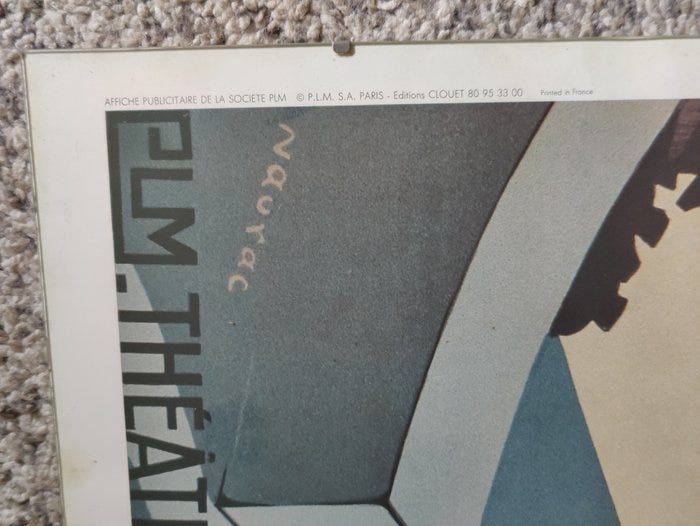 AFFICHE PUBLICITAIRE DE LA SOCIETE PLM © P.L.M. S.A. PARIS - Editions CLOUET 80 95 33 00 Printed in France
Naurac
PLM. THÉÂT